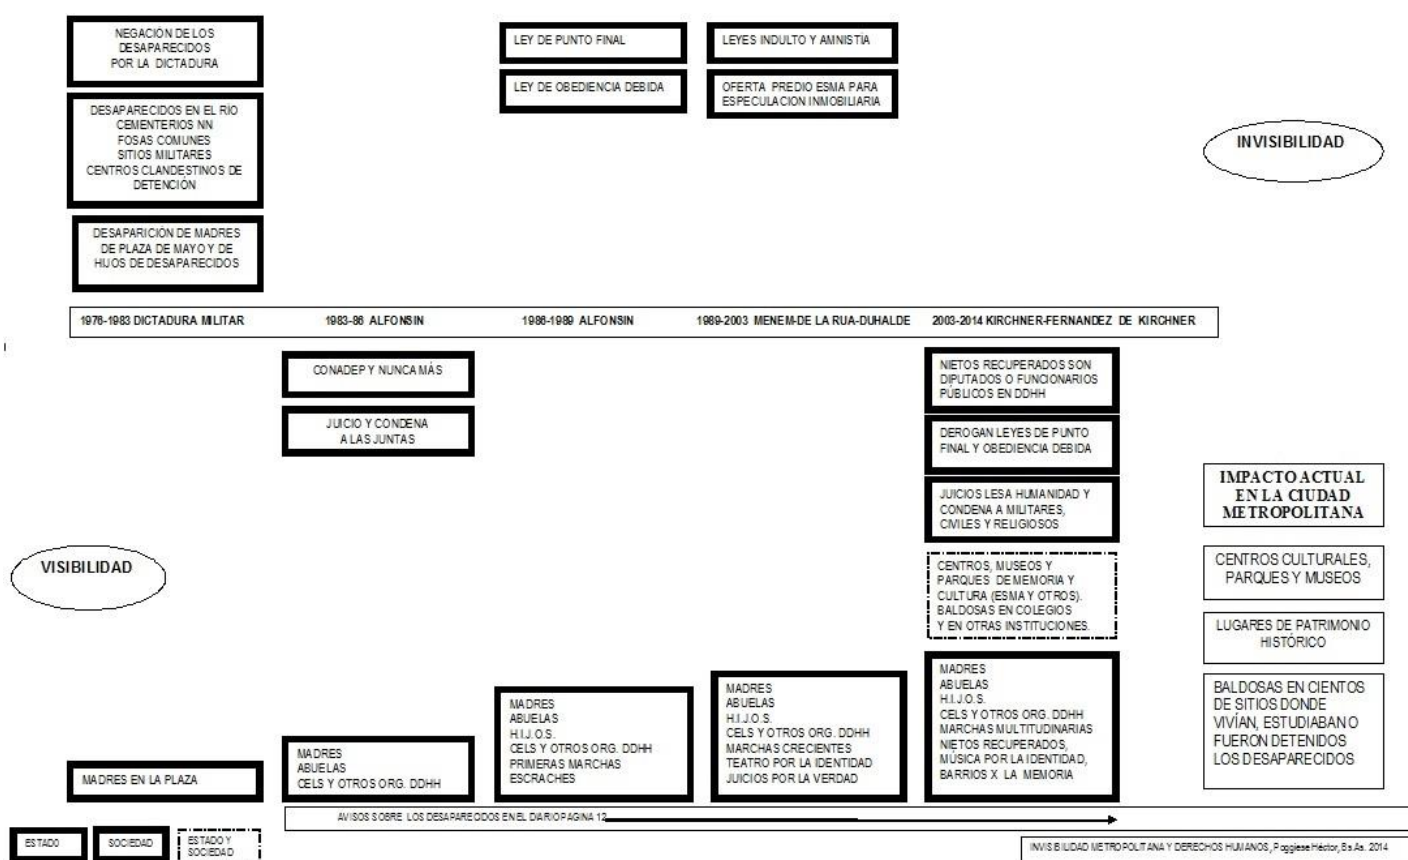 NEGACIÓN DE LOS
DESAPARECIDOS
POR LA DICTADURA
DESAPARECIDOS EN EL RÍO
CEMENTERIOS NN
FOSAS COMUNES
SITIOS MILITARES
CENTROS CLANDESTINOS DE
DETENCIÓN
DESAPARICIÓN DE MADRES
DE PLAZA DE MAYO Y DE
HIJOS DE DESAPARECIDOS
LEY DE PUNTO FINAL
LEY DE OBEDIENCIA DEBIDA
LEYES INDULTO Y AMNISTÍA
OFERTA PREDIO ESMA PARA
ESPECULACION INMOBILIARIA
INVISIBILIDAD
1976-1983 DICTADURA MILITAR
1983-86 ALFONSIN
1986-1989 ALFONSIN
1989-2003 MENEM-DE LA RUA-DUHALDE
2003-2014 KIRCHNER-FERNANDEZ DE KIRCHNER
CONADEP Y NUNCA MÁS
JUICIO Y CONDENA
A LAS JUNTAS
NIETOS RECUPERADOS SON
DIPUTADOS O FUNCIONARIOS
PÚBLICOS EN DDHH
DEROGAN LEYES DE PUNTO
FINAL Y OBEDIENCIA DEBIDA
JUICIOS LESA HUMANIDAD Y
CONDENA A MILITARES,
CIVILES Y RELIGIOSOS
CENTROS, MUSEOS Y
PARQUES DE MEMORIA Y
CULTURA (ESMA Y OTROS).
BALDOSAS EN COLEGIOS
Y EN OTRAS INSTITUCIONES.
VISIBILIDAD
MADRES EN LA PLAZA
MADRES
ABUELAS
CELS Y OTROS ORG. DDHH
MADRES
ABUELAS
H.I.J.O.S.
CELS Y OTROS ORG. DDHH
PRIMERAS MARCHAS
ESCRACHES
MADRES
ABUELAS
H.I.J.O.S.
CELS Y OTROS ORG. DDHH
MARCHAS CRECIENTES
TEATRO POR LA IDENTIDAD
JUICIOS POR LA VERDAD
MADRES
ABUELAS
H.I.J.O.S.
CELS Y OTROS ORG. DDHH
MARCHAS MULTITUDINARIAS
NIETOS RECUPERADOS,
MÚSICA POR LA IDENTIDAD,
BARRIOS X LA MEMORIA
IMPACTO ACTUAL
EN LA CIUDAD
METROPOLITANA
CENTROS CULTURALES,
PARQUES Y MUSEOS
LUGARES DE PATRIMONIO
HISTÓRICO
BALDOSAS EN CIENTOS
DE SITIOS DONDE
VIVÍAN, ESTUDIABAN O
FUERON DETENIDOS
LOS DESAPARECIDOS
AVISOS SOBRE LOS DESAPARECIDOS EN EL DIARIO PAGINA 12
ESTADO
SOCIEDAD
ESTADO Y
SOCIEDAD
INVISIBILIDAD METROPOLITANA Y DERECHOS HUMANOS, Poggiese Héctor, Bs.As. 2014